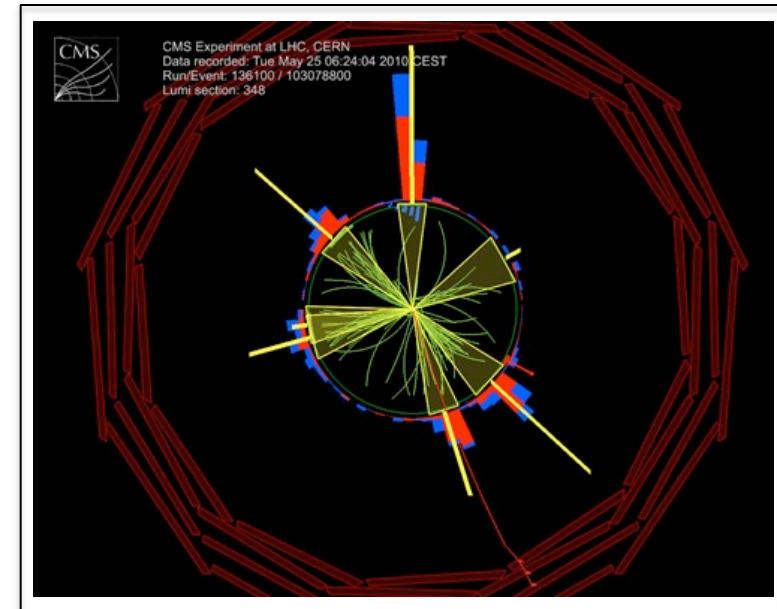 CMS
CMS Experiment at LHC, CERN
Data recorded: Tue May 25 06:24:04 2010 CEST
Run/Event: 136100 / 103078800
Lumi section: 348